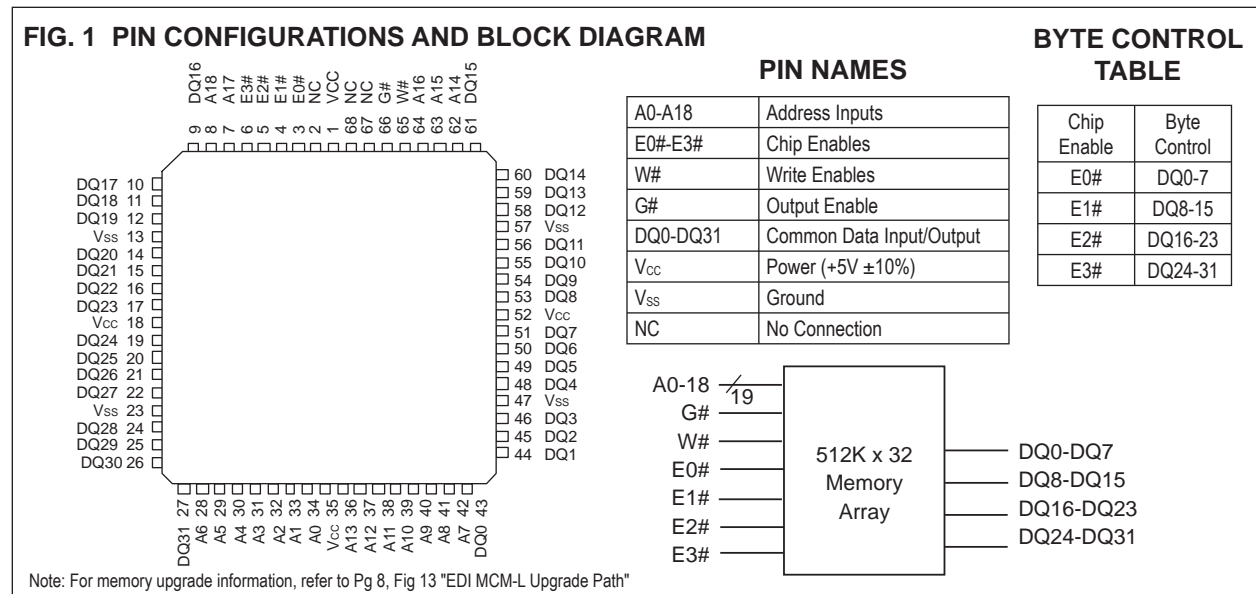 FIG. 1 PIN CONFIGURATIONS AND BLOCK DIAGRAM
DQ16 A18 A17 E3# E2# E1# E0# NC VCC NC NC G# W# A16 A15 A14 DQ15
9 8 7 6 5 4 3 2 1 68 67 66 65 64 63 62 61
DQ17 10
DQ18 11
DQ19 12
Vss 13
DQ20 14
DQ21 15
DQ22 16
DQ23 17
Vcc 18
DQ24 19
DQ25 20
DQ26 21
DQ27 22
Vss 23
DQ28 24
DQ29 25
DQ30 26
60 DQ14
59 DQ13
58 DQ12
57 Vss
56 DQ11
55 DQ10
54 DQ9
53 DQ8
52 Vcc
51 DQ7
50 DQ6
49 DQ5
48 DQ4
47 Vss
46 DQ3
45 DQ2
44 DQ1
27 28 29 30 31 32 33 34 35 36 37 38 39 40 41 42 43
DQ31 A6 A5 A4 A3 A2 A1 A0 Vcc A13 A12 A11 A10 A9 A8 A7 DQ0
Note: For memory upgrade information, refer to Pg 8, Fig 13 "EDI MCM-L Upgrade Path"
PIN NAMES
A0-A18 Address Inputs
E0#-E3# Chip Enables
W# Write Enables
G# Output Enable
DQ0-DQ31 Common Data Input/Output
Vcc Power (+5V ±10%)
Vss Ground
NC No Connection
BYTE CONTROL
TABLE
Chip Byte
Enable Control
E0# DQ0-7
E1# DQ8-15
E2# DQ16-23
E3# DQ24-31
A0-18
19
G#
W#
E0#
E1#
E2#
E3#
512K x 32
Memory
Array
DQ0-DQ7
DQ8-DQ15
DQ16-DQ23
DQ24-DQ31